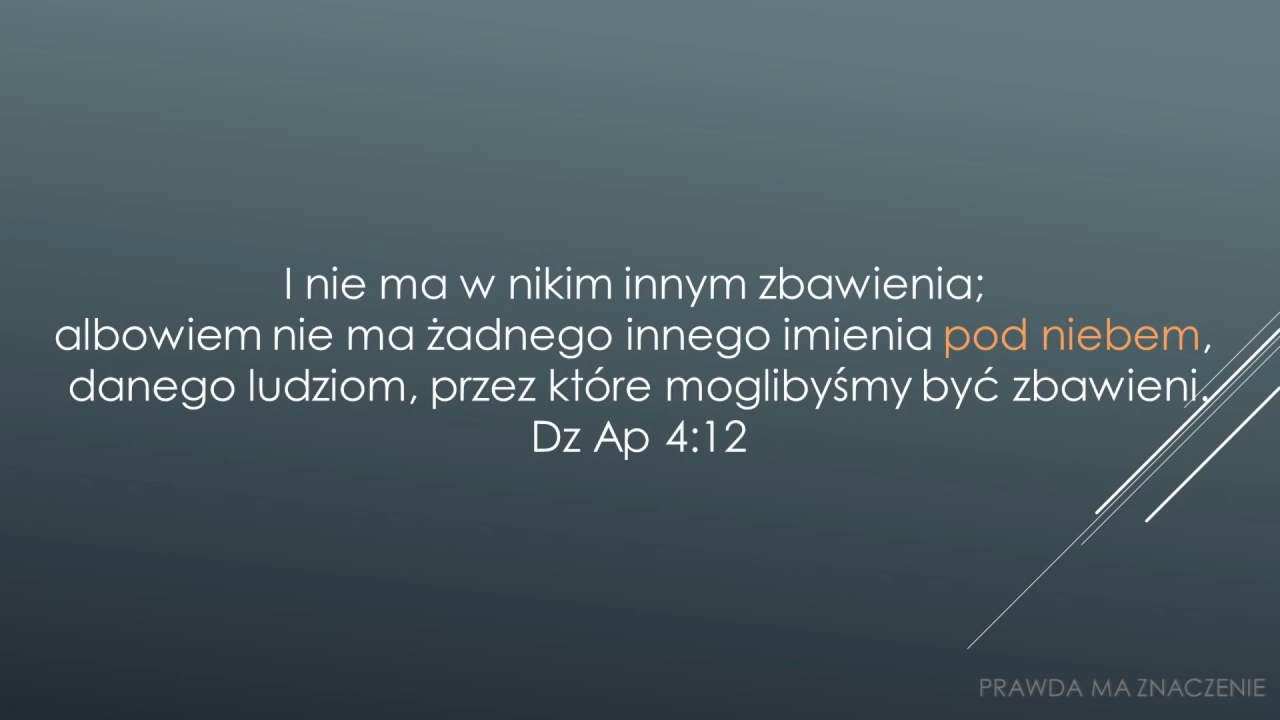 I nie ma w nikim innym zbawienia;
albowiem nie ma żadnego innego imienia pod niebem,
danego ludziom, przez które moglibyśmy być zbawieni.
Dz Ap 4:12
PRAWDA MA ZNACZENIE